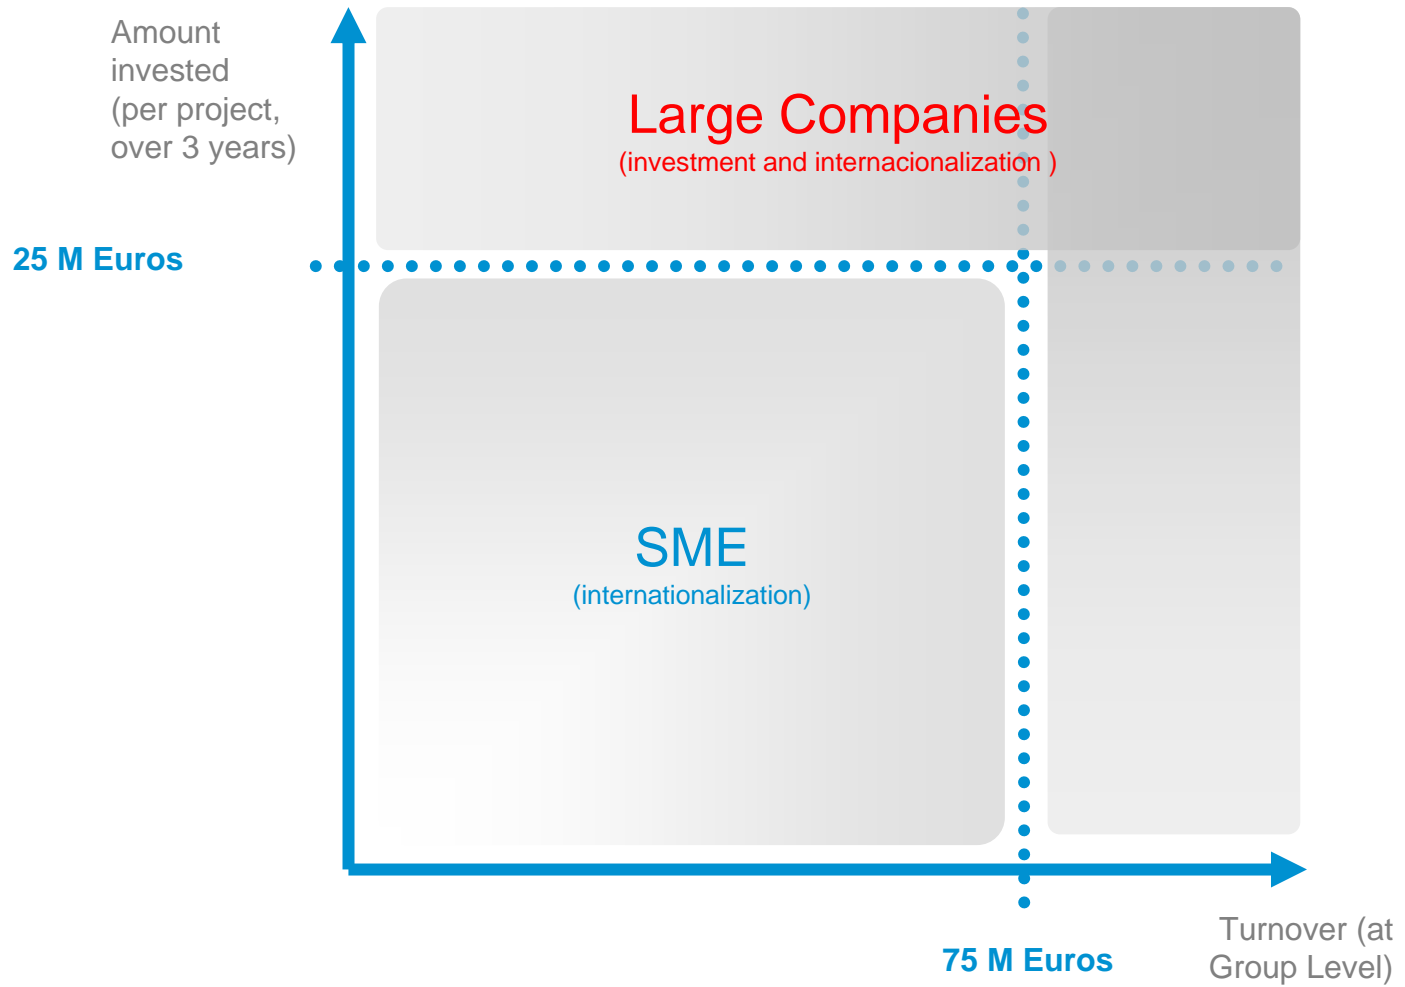 Amount
invested
(per project,
over 3 years)
Large Companies
(investment and internacionalization )
25 M Euros
SME
(internationalization)
75 M Euros
Turnover (at
Group Level)